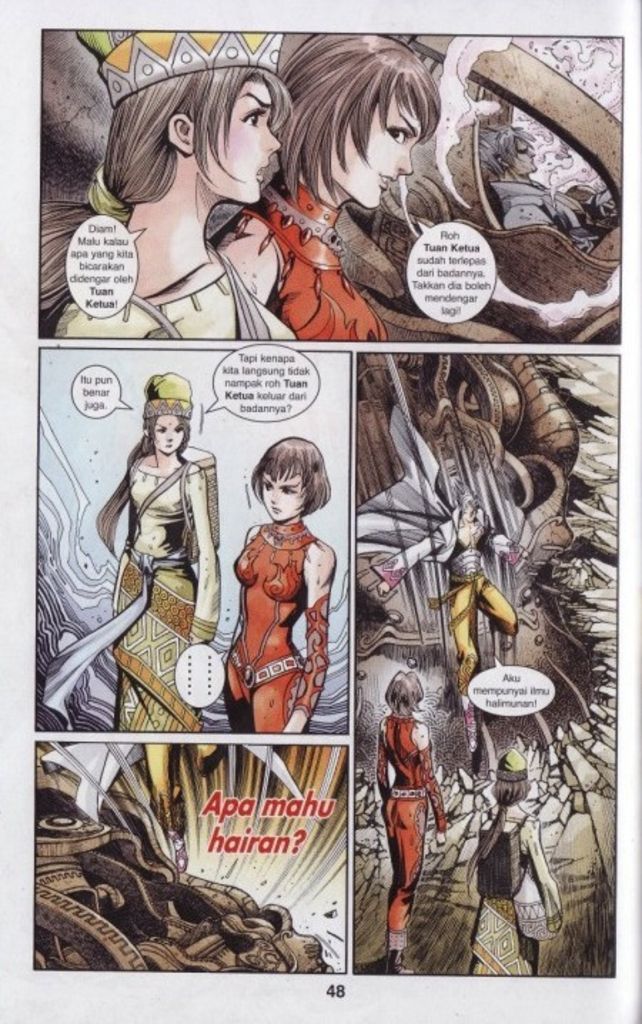 Diam!
Malu kalau
apa yang kita
bicarakan
didengar oleh
Tuan
Ketua!
Roh
Tuan Ketua
sudah terlepas
dari badannya.
Takkan dia boleh
mendengar
lagi!
Itu pun
benar
juga.
Tapi kenapa
kita langsung tidak
nampak roh Tuan
Ketua keluar dari
badannya?
Apa mahu
hairan?
Aku
mempunyai ilmu
halimunan!
48